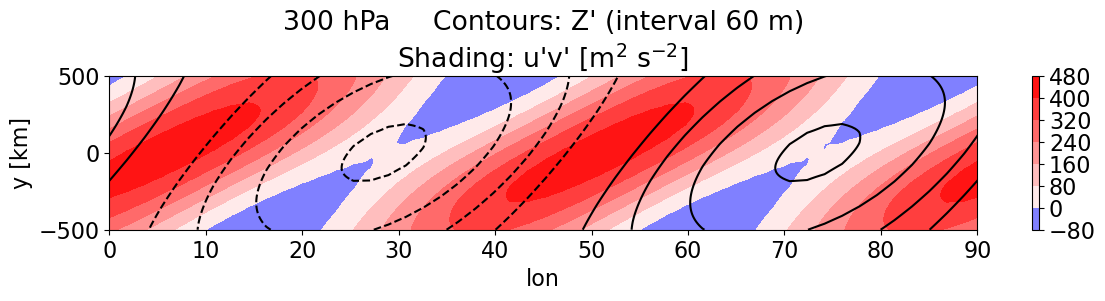 300 hPa Contours: Z' (interval 60 m)
Shading: u'v' [m² s⁻²]
y [km]
500
0
−500
0 10 20 30 40 50 60 70 80 90
lon
480
400
320
240
160
80
0
−80